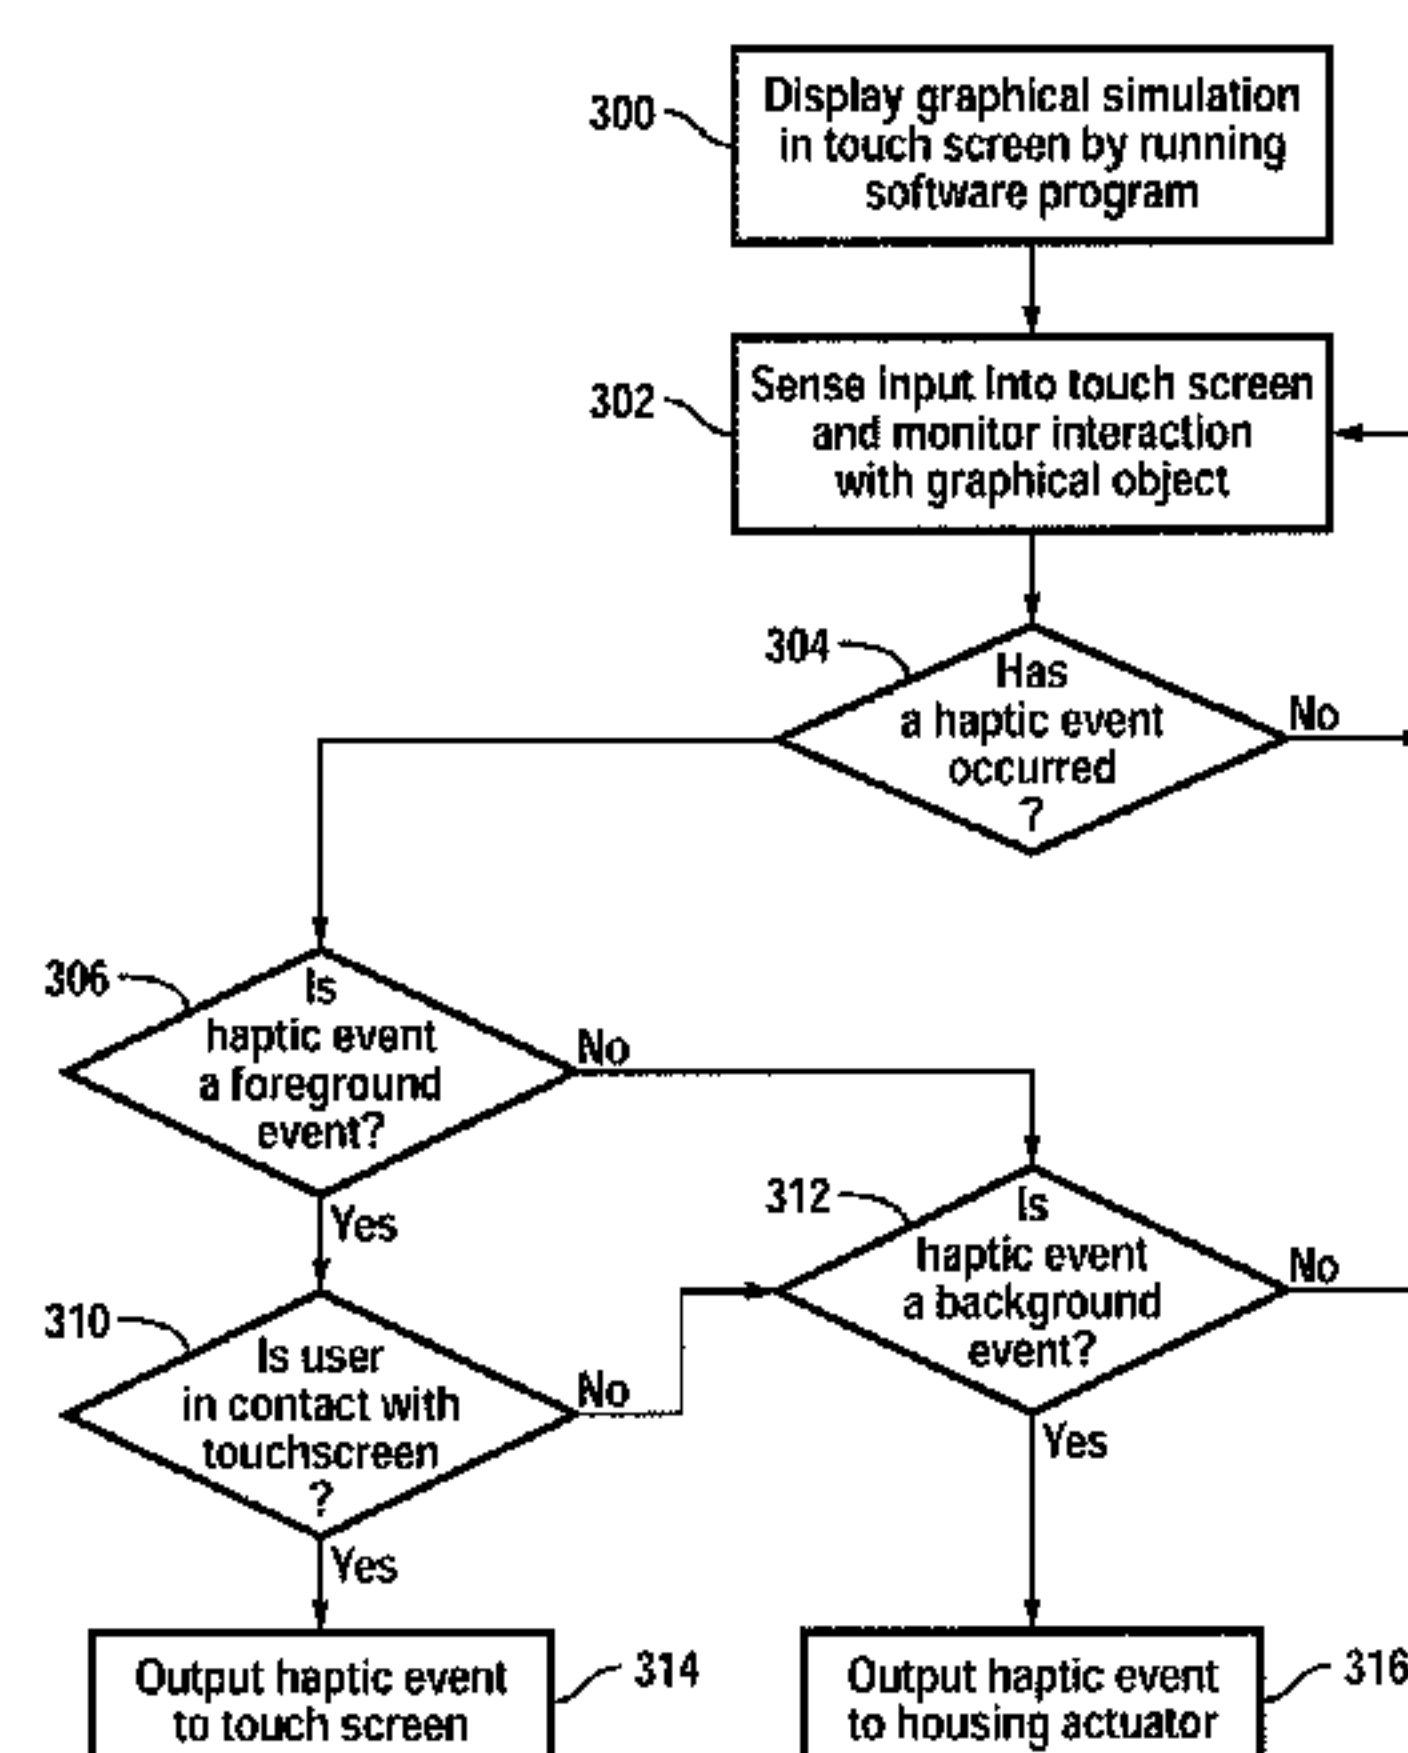 300
Display graphical simulation
in touch screen by running
software program
302
Sense input into touch screen
and monitor interaction
with graphical object
304
Has
a haptic event
occurred
?
No
306
Is
haptic event
a foreground
event?
No
Yes
312
Is
haptic event
a background
event?
No
Yes
310
Is user
in contact with
touchscreen
?
No
Yes
Output haptic event
to touch screen
314
Output haptic event
to housing actuator
316